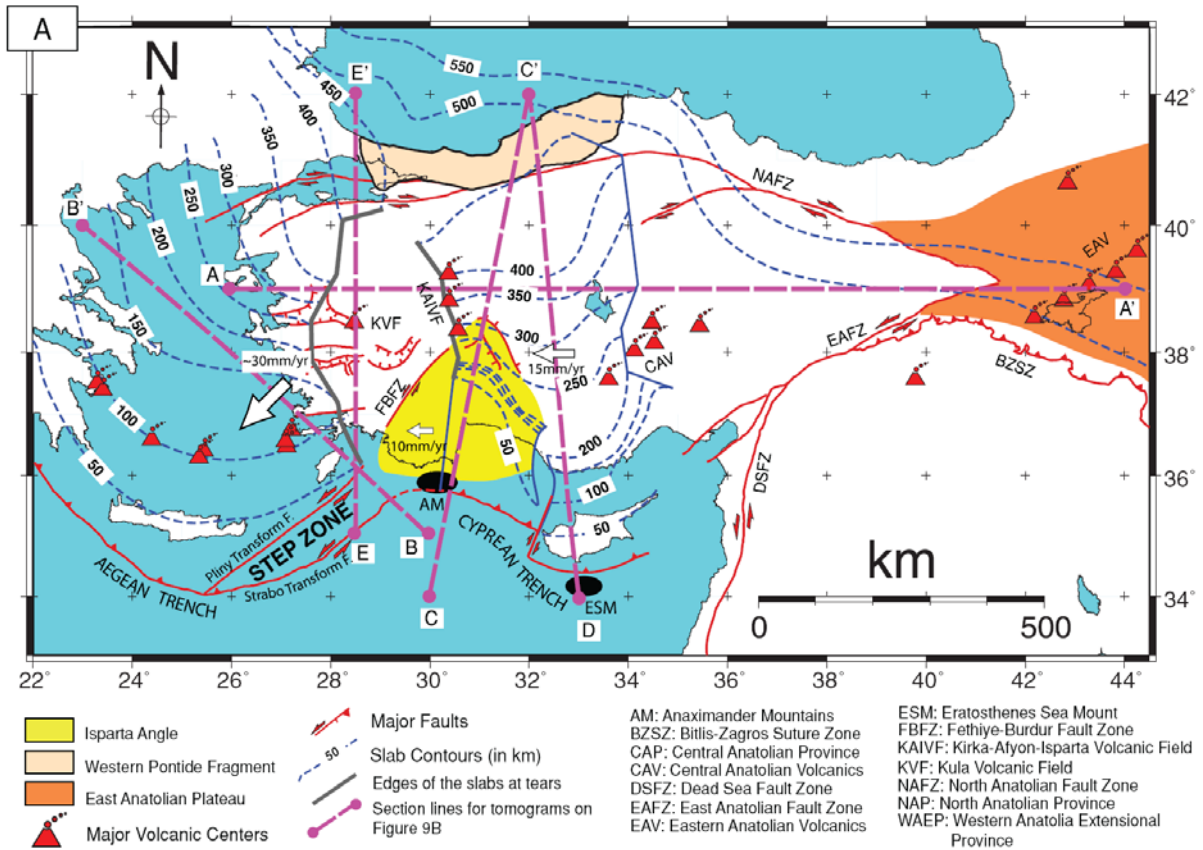 A
N
E'
C'
B'
A
A'
B
C
D
E
550
500
450
400
350
300
250
200
150
100
50
400
350
300
250
200
100
50
50
NAFZ
EAV
EAFZ
BZSZ
DSFZ
KAIVF
KVF
CAV
FBFZ
~30mm/yr
15mm/yr
10mm/yr
AM
ESM
STEP ZONE
Pliny Transform F.
Strabo Transform F.
AEGEAN TRENCH
CYPREAN TRENCH
km
0 500
42°
40°
38°
36°
34°
22 24 26 28 30 32 34 36 38 40 42 44
Isparta Angle
Western Pontide Fragment
East Anatolian Plateau
Major Volcanic Centers
Major Faults
50
Slab Contours (in km)
Edges of the slabs at tears
Section lines for tomograms on
Figure 9B
AM: Anaximander Mountains
BZSZ: Bitlis-Zagros Suture Zone
CAP: Central Anatolian Province
CAV: Central Anatolian Volcanics
DSFZ: Dead Sea Fault Zone
EAFZ: East Anatolian Fault Zone
EAV: Eastern Anatolian Volcanics
ESM: Eratosthenes Sea Mount
FBFZ: Fethiye-Burdur Fault Zone
KAIVF: Kirka-Afyon-Isparta Volcanic Field
KVF: Kula Volcanic Field
NAFZ: North Anatolian Fault Zone
NAP: North Anatolian Province
WAEP: Western Anatolia Extensional
Province